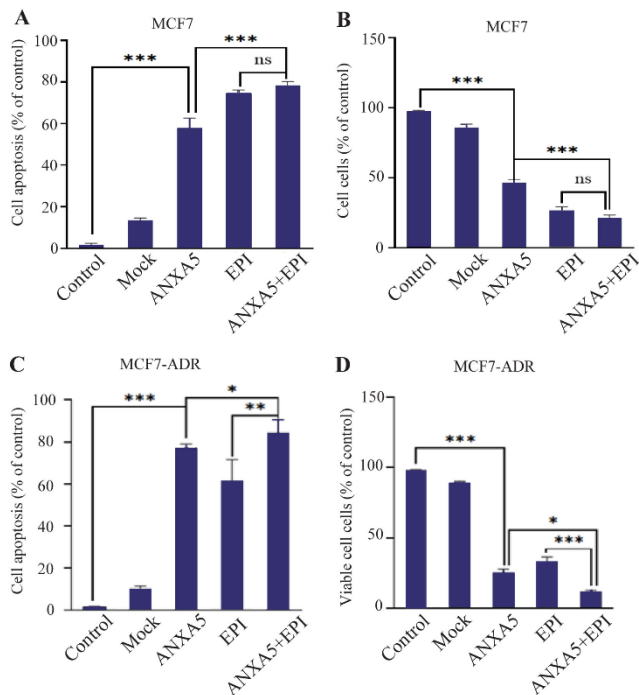 A
MCF7
Cell apoptosis (% of control)
80
80
60
40
20
0
***
***
ns
Control
Mock
ANXA5
EPI
ANXA5+EPI
B
MCF7
Cell cells (% of control)
150
100
50
0
***
***
ns
Control
Mock
ANXA5
EPI
ANXA5+EPI
C
MCF7-ADR
Cell apoptosis (% of control)
80
80
60
40
20
0
***
*
**
Control
Mock
ANXA5
EPI
ANXA5+EPI
D
MCF7-ADR
Viable cell cells (% of control)
150
100
50
0
***
*
***
Control
Mock
ANXA5
EPI
ANXA5+EPI